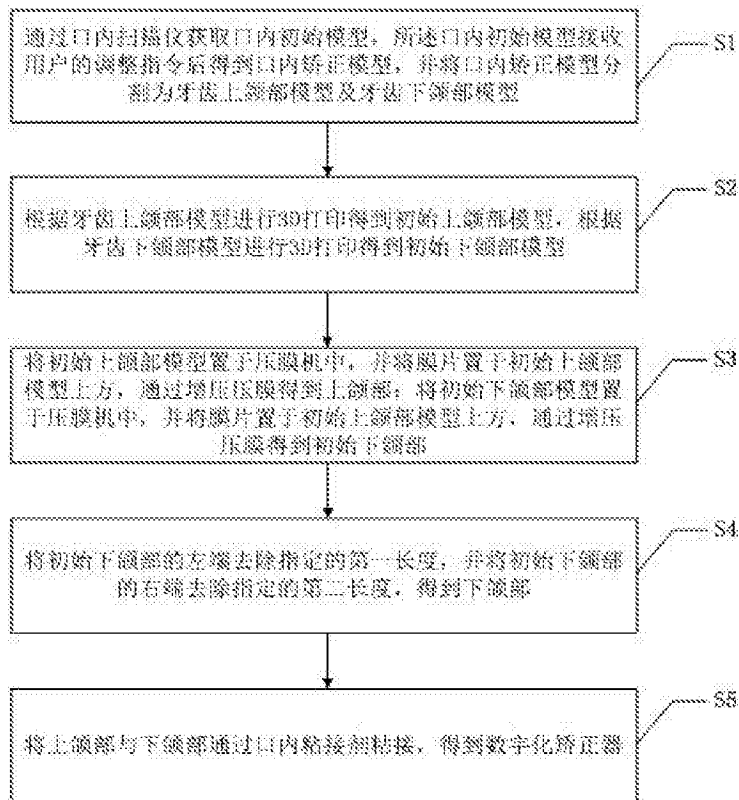 通过口内扫描仪获取口内初始模型，所述口内初始模型接收
用户的调整指令后得到口内矫正模型，并将口内矫正模型分
割为牙齿上颌部模型及牙齿下颌部模型
S1
根据牙齿上颌部模型进行3D打印得到初始上颌部模型，根据
牙齿下颌部模型进行3D打印得到初始下颌部模型
S2
将初始上颌部模型置于压膜机中，并将膜片置于初始上颌部
模型上方，通过增压压膜得到上颌部；将初始下颌部模型置
于压膜机中，并将膜片置于初始上颌部模型上方，通过增压
压膜得到初始下颌部
S3
将初始下颌部的左端去除指定的第一长度，并将初始下颌部
的右端去除指定的第二长度，得到下颌部
S4
将上颌部与下颌部通过口内粘接剂粘接，得到数字化矫正器
S5